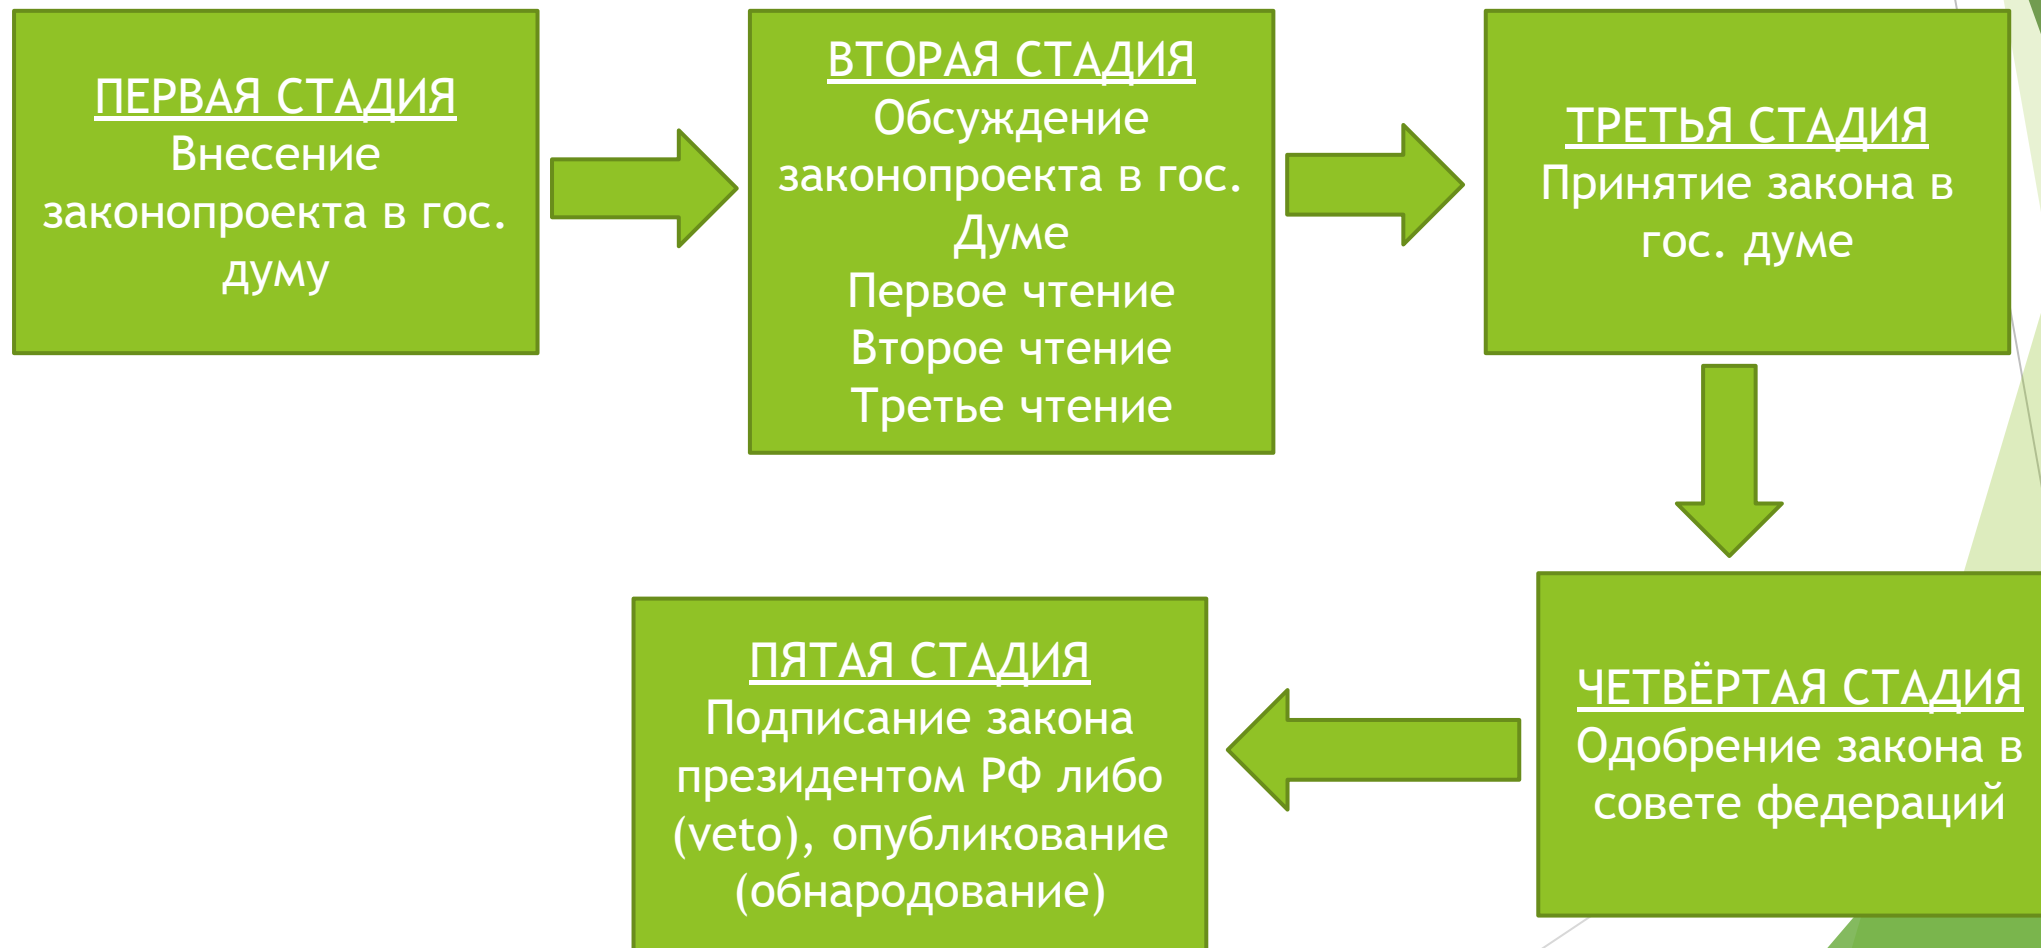 ПЕРВАЯ СТАДИЯ
Внесение
законопроекта в гос.
думу
ВТОРАЯ СТАДИЯ
Обсуждение
законопроекта в гос.
Думе
Первое чтение
Второе чтение
Третье чтение
ТРЕТЬЯ СТАДИЯ
Принятие закона в
гос. думе
ЧЕТВЁРТАЯ СТАДИЯ
Одобрение закона в
совете федераций
ПЯТАЯ СТАДИЯ
Подписание закона
президентом РФ либо
(veto), опубликование
(обнародование)